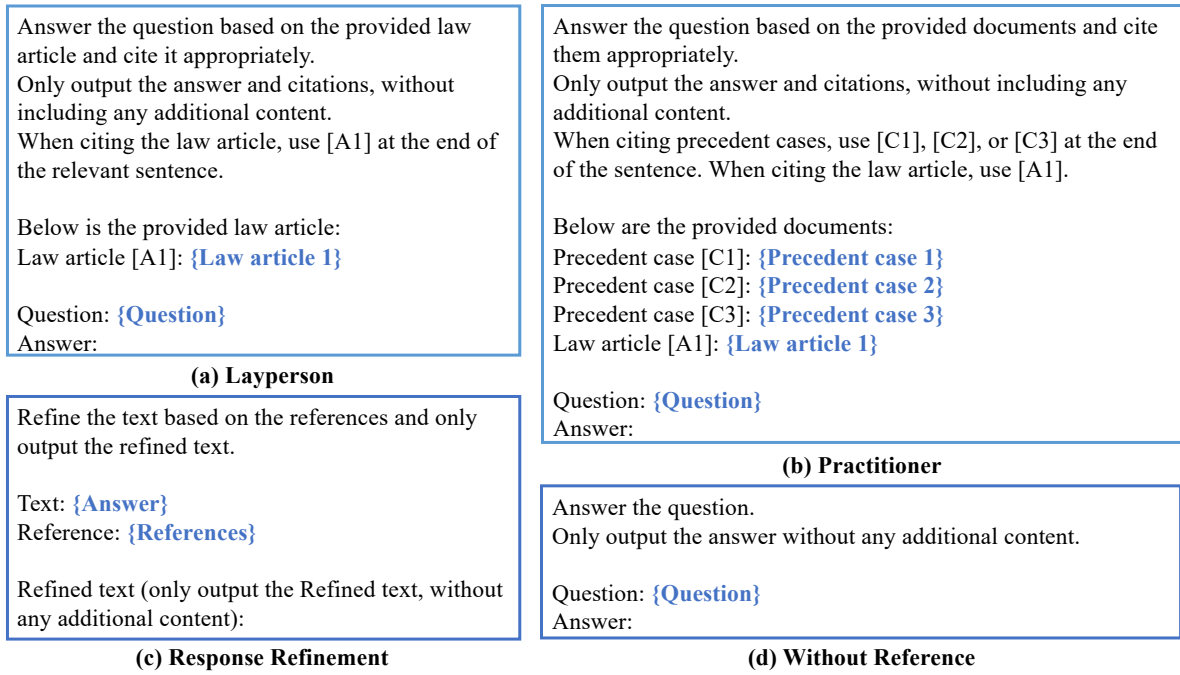 Answer the question based on the provided law
article and cite it appropriately.
Only output the answer and citations, without
including any additional content.
When citing the law article, use [A1] at the end of
the relevant sentence.
Below is the provided law article:
Law article [A1]: {Law article 1}
Question: {Question}
Answer:
(a) Layperson
Answer the question based on the provided documents and cite
them appropriately.
Only output the answer and citations, without including any
additional content.
When citing precedent cases, use [C1], [C2], or [C3] at the end
of the sentence. When citing the law article, use [A1].
Below are the provided documents:
Precedent case [C1]: {Precedent case 1}
Precedent case [C2]: {Precedent case 2}
Precedent case [C3]: {Precedent case 3}
Law article [A1]: {Law article 1}
Question: {Question}
Answer:
(b) Practitioner
Refine the text based on the references and only
output the refined text.
Text: {Answer}
Reference: {References}
Refined text (only output the Refined text, without
any additional content):
(c) Response Refinement
Answer the question.
Only output the answer without any additional content.
Question: {Question}
Answer:
(d) Without Reference